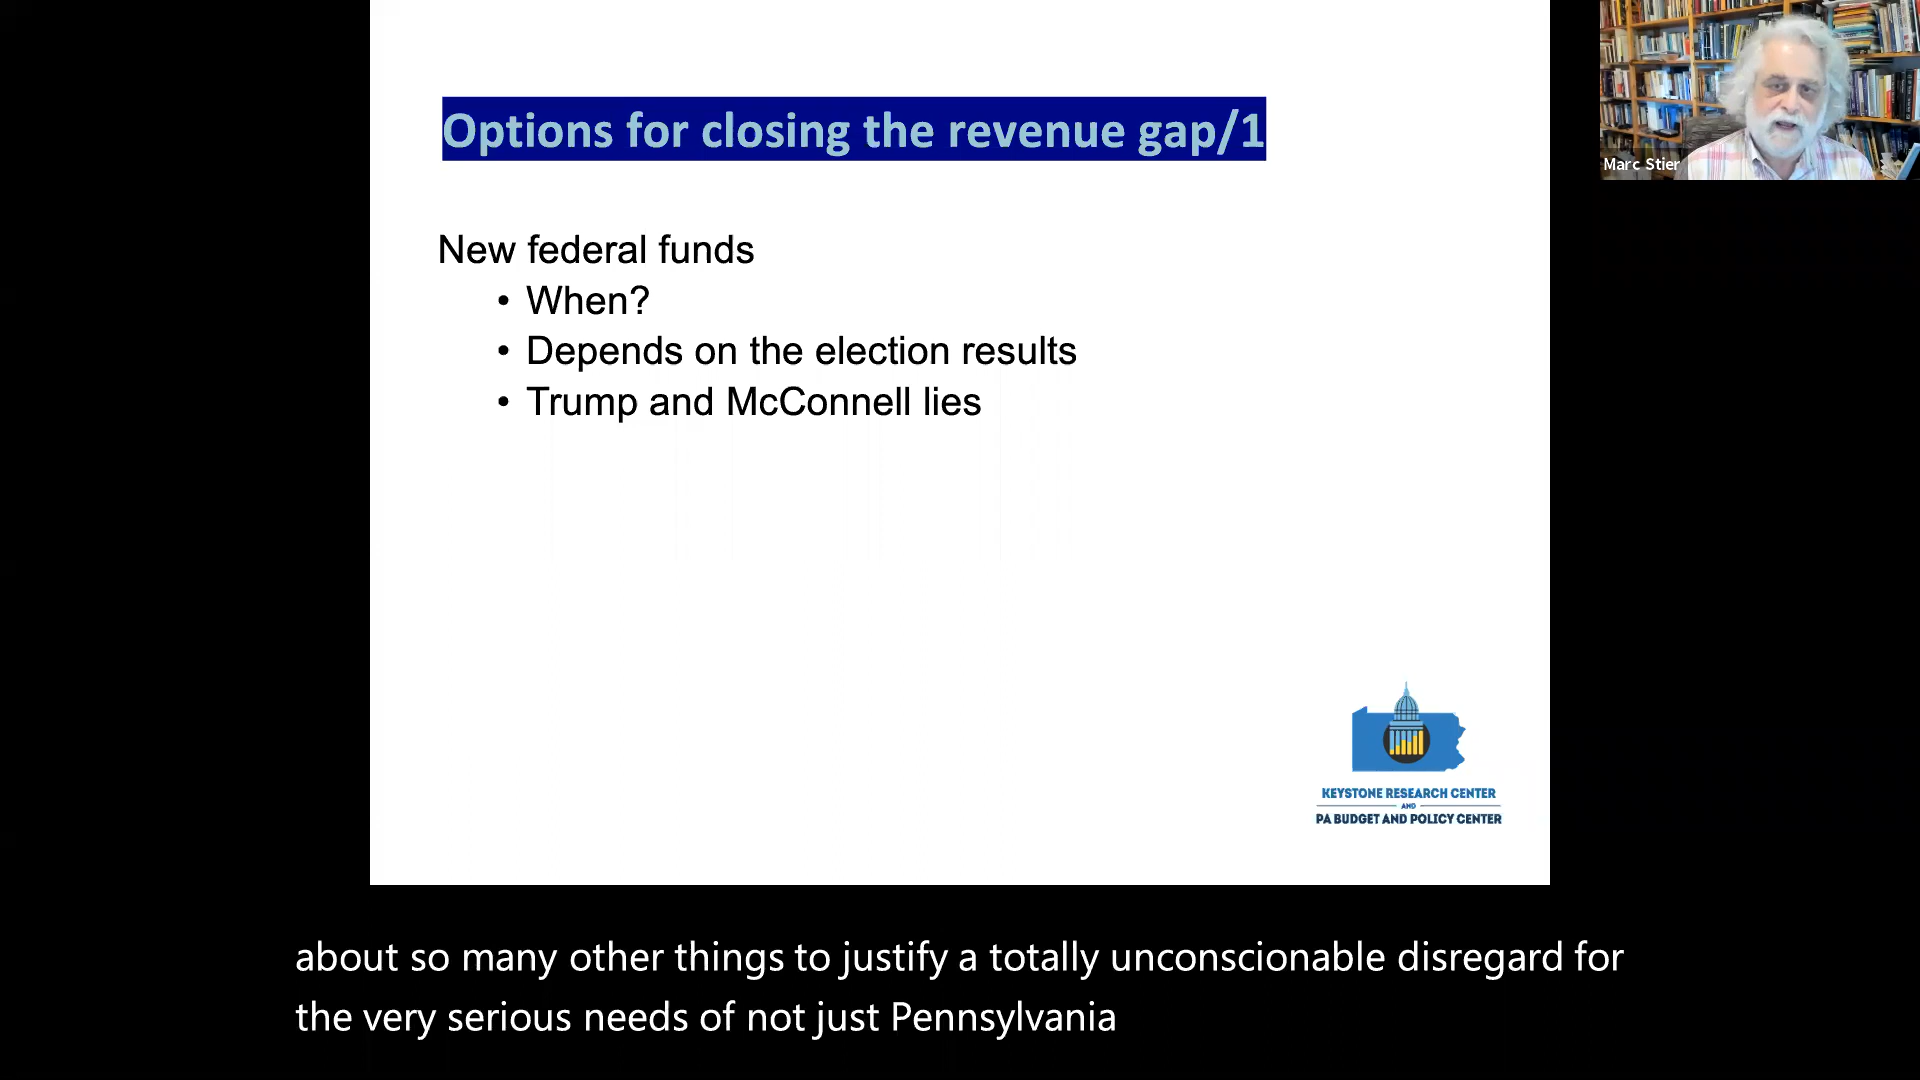 Options for closing the revenue gap/1
Marc Stier
New federal funds
• When?
• Depends on the election results
• Trump and McConnell lies
KEYSTONE RESEARCH CENTER
AND
PA BUDGET AND POLICY CENTER
about so many other things to justify a totally unconscionable disregard for
the very serious needs of not just Pennsylvania